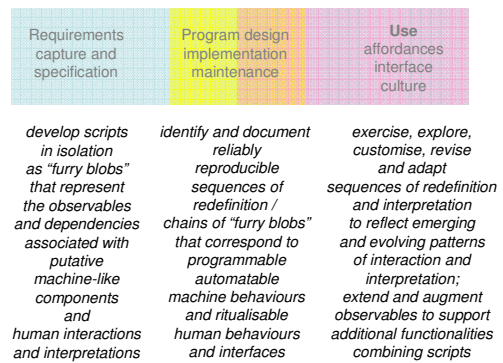 Requirements
capture and
specification
Program design
implementation
maintenance
Use
affordances
interface
culture
develop scripts
in isolation
as “furry blobs”
that represent
the observables
and dependencies
associated with
putative
machine-like
components
and
human interactions
and interpretations
identify and document
reliably
reproducible
sequences of
redefinition /
chains of “furry blobs”
that correspond to
programmable
automatable
machine behaviours
and ritualisable
human behaviours
and interfaces
exercise, explore,
customise, revise
and adapt
sequences of redefinition
and interpretation
to reflect emerging
and evolving patterns
of interaction and
interpretation;
extend and augment
observables to support
additional functionalities
combining scripts